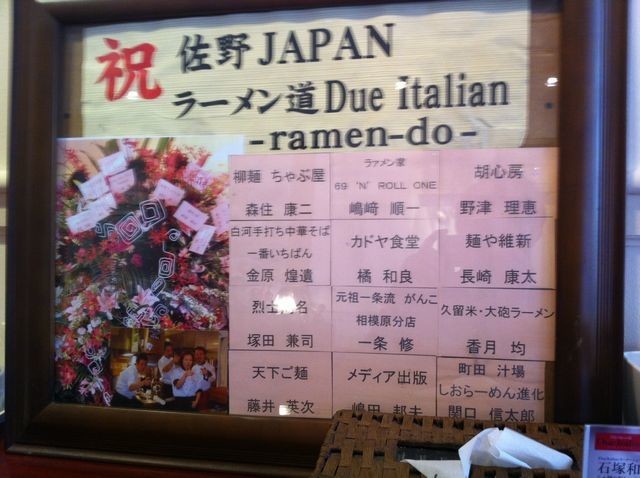 祝 佐野 JAPAN
ラーメン道 Due Italian
-ramen-do-
柳麺 ちゃぶ屋
森住 康二
ラァメン家
69 'N' ROLL ONE
嶋﨑 順一
胡心房
野津 理恵
白河手打ち中華そば
一番いちばん
金原 煌遺
カドヤ食堂
橘 和良
麺や維新
長崎 康太
烈士 名
塚田 兼司
元祖一条流 がんこ
相模原分店
一条 修
久留米・大砲ラーメン
香月 均
天下ご麺
藤井 英次
メディア出版
嶋田 邦夫
町田 汁場
しおらーめん進化
関口 信太郎
石塚和